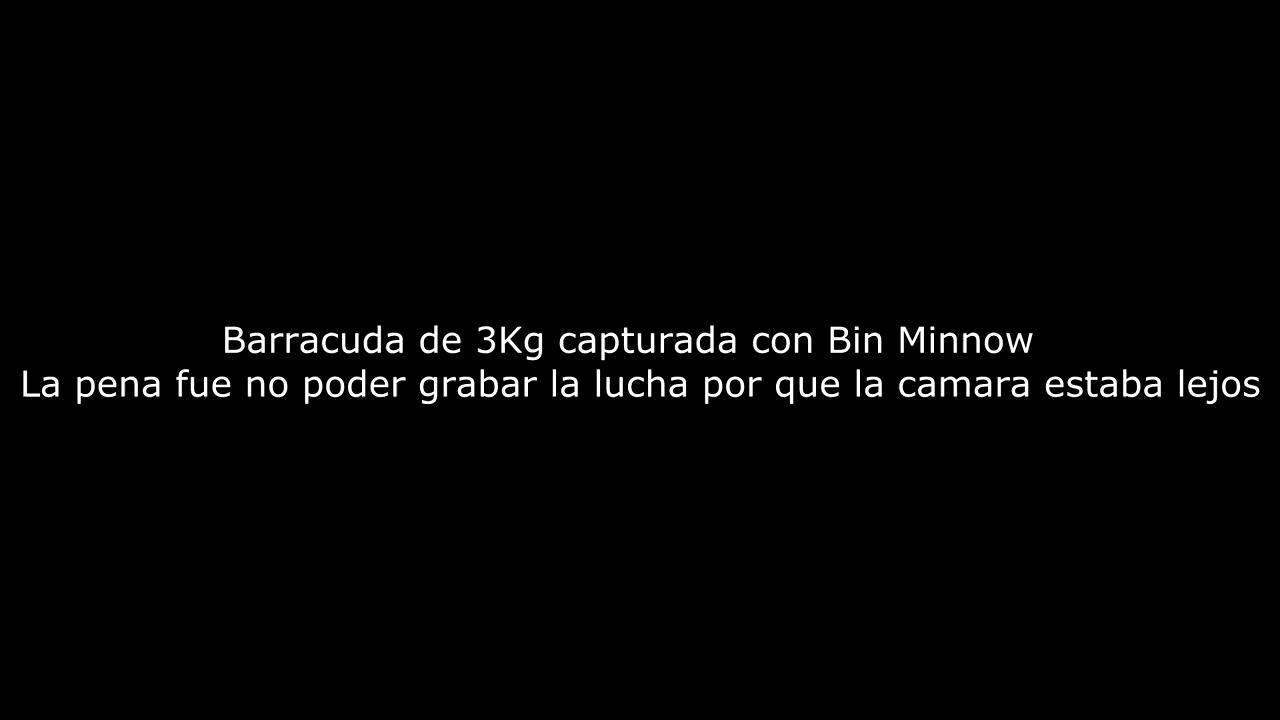 Barracuda de 3Kg capturada con Bin Minnow
La pena fue no poder grabar la lucha por que la camara estaba lejos